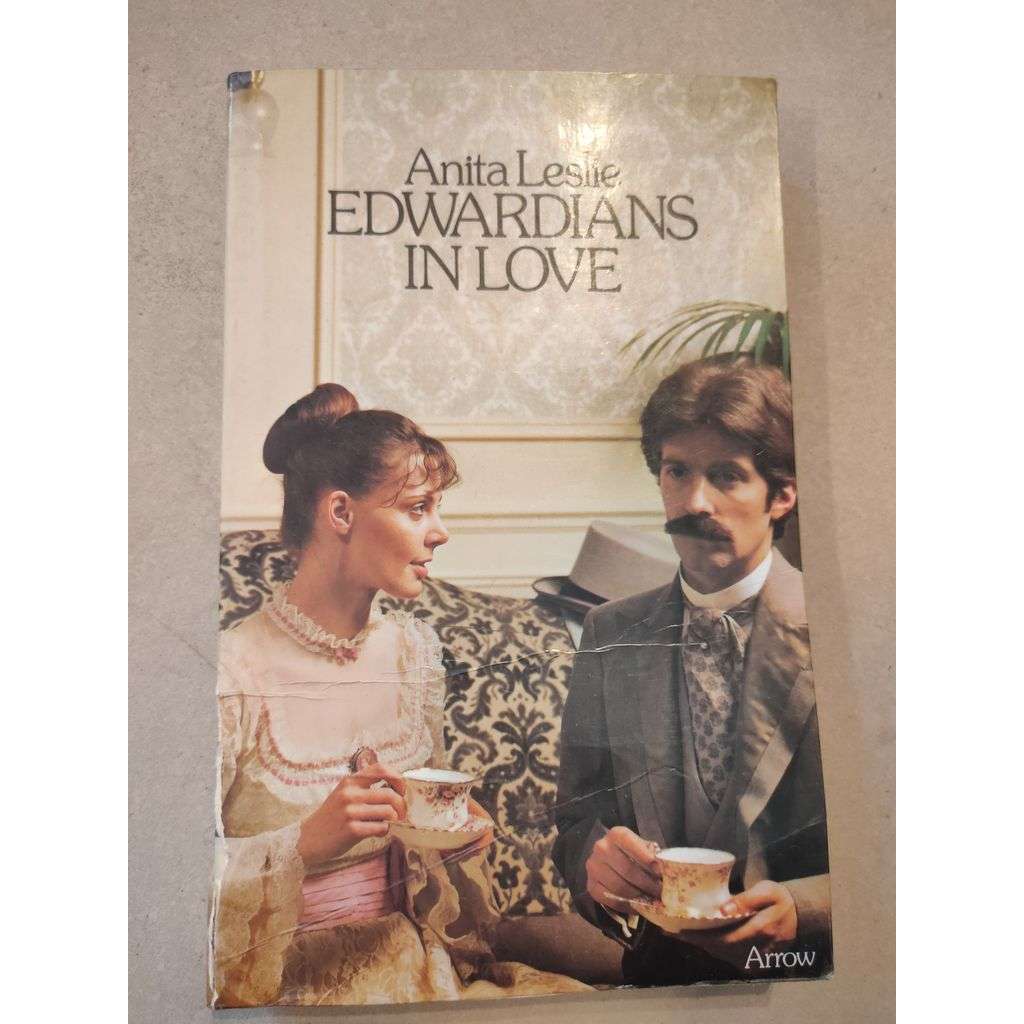 Anita Leslie
EDWARDIANS
IN LOVE
Arrow